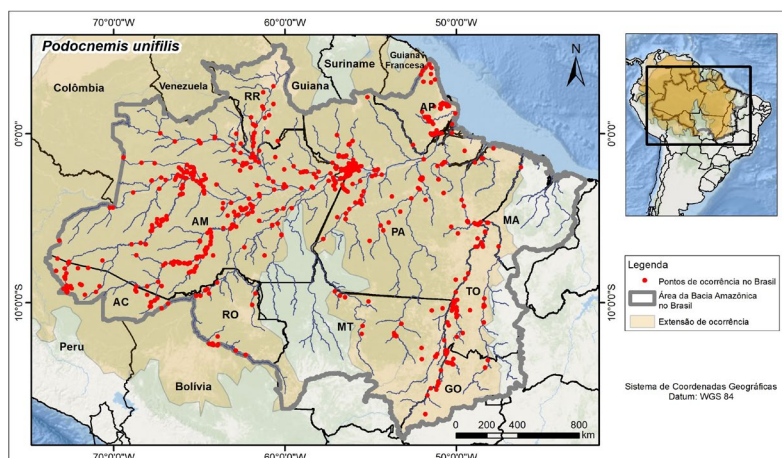 70°0'0"W 60°0'0"W 50°0'0"W
Podocnemis unifilis
N
Guiana
Francesa
Suriname
Colômbia
Venezuela
Guiana
RR
AP
0°0'0"
0°0'0"
AM
PA
MA
AC
RO
MT
TO
10°0'0"S
10°0'0"S
Peru
Bolívia
GO
0 200 400 800
km
70°0'0"W 60°0'0"W 50°0'0"W
Legenda
Pontos de ocorrência no Brasil
Área da Bacia Amazônica
no Brasil
Extensão de ocorrência
Sistema de Coordenadas Geográficas
Datum: WGS 84